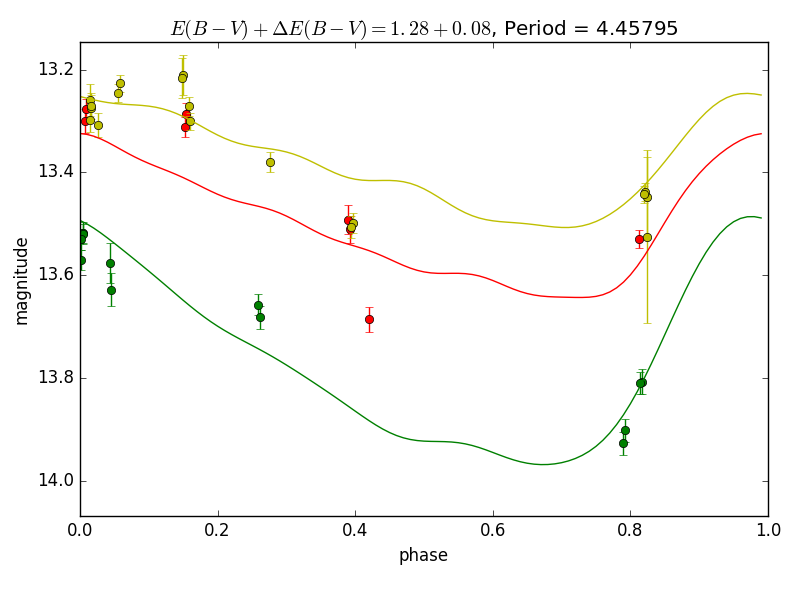 E(B − V) + ΔE(B − V) = 1.28 + 0.08, Period = 4.45795
13.2
13.4
13.6
13.8
14.0
magnitude
0.0 0.2 0.4 0.6 0.8 1.0
phase